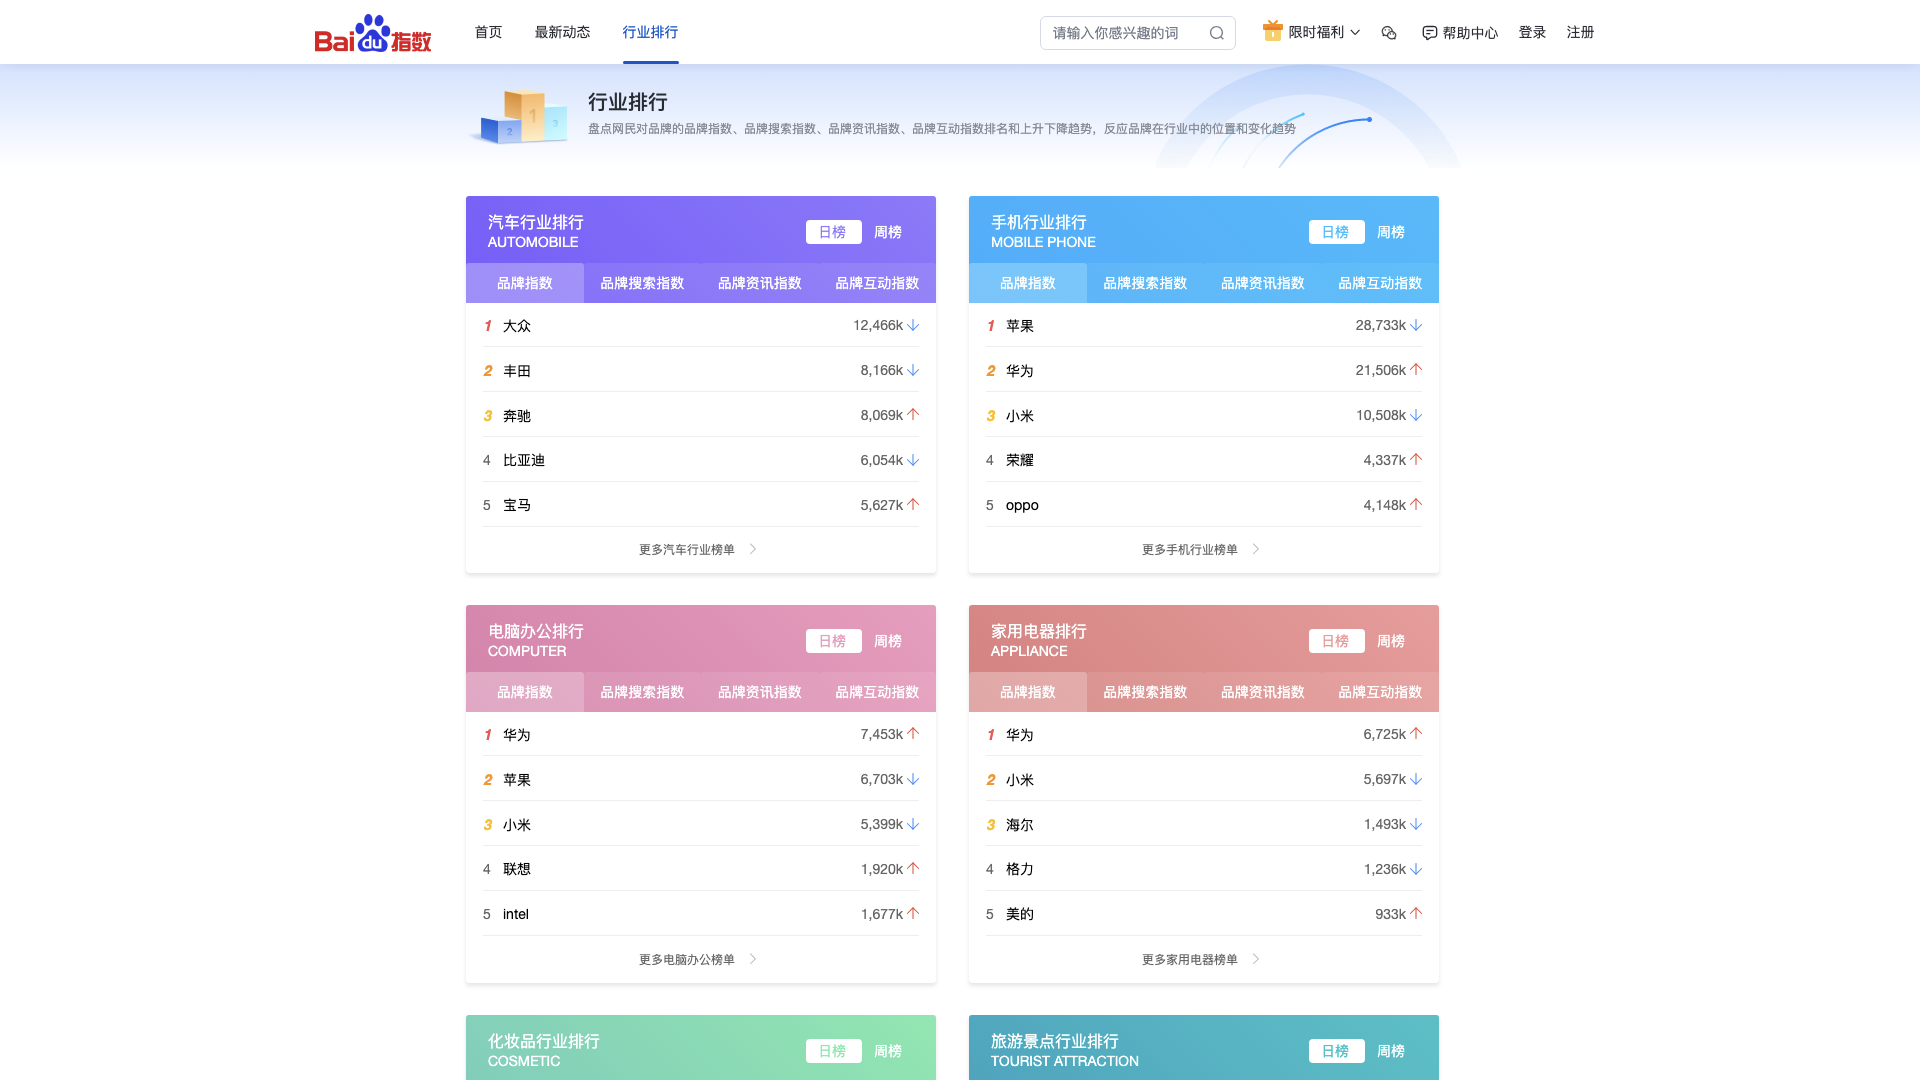 Baidu指数
首页
最新动态
行业排行
请输入你感兴趣的词
限时福利
帮助中心
登录
注册
行业排行
盘点网民对品牌的品牌指数、品牌搜索指数、品牌资讯指数、品牌互动指数排名和上升下降趋势，反应品牌在行业中的位置和变化趋势
汽车行业排行
AUTOMOBILE
日榜 周榜
品牌指数 品牌搜索指数 品牌资讯指数 品牌互动指数
1 大众 12,466k
2 丰田 8,166k
3 奔驰 8,069k
4 比亚迪 6,054k
5 宝马 5,627k
更多汽车行业榜单
手机行业排行
MOBILE PHONE
日榜 周榜
品牌指数 品牌搜索指数 品牌资讯指数 品牌互动指数
1 苹果 28,733k
2 华为 21,506k
3 小米 10,508k
4 荣耀 4,337k
5 oppo 4,148k
更多手机行业榜单
电脑办公排行
COMPUTER
日榜 周榜
品牌指数 品牌搜索指数 品牌资讯指数 品牌互动指数
1 华为 7,453k
2 苹果 6,703k
3 小米 5,399k
4 联想 1,920k
5 intel 1,677k
更多电脑办公榜单
家用电器排行
APPLIANCE
日榜 周榜
品牌指数 品牌搜索指数 品牌资讯指数 品牌互动指数
1 华为 6,725k
2 小米 5,697k
3 海尔 1,493k
4 格力 1,236k
5 美的 933k
更多家用电器榜单
化妆品行业排行
COSMETIC
日榜 周榜
旅游景点行业排行
TOURIST ATTRACTION
日榜 周榜